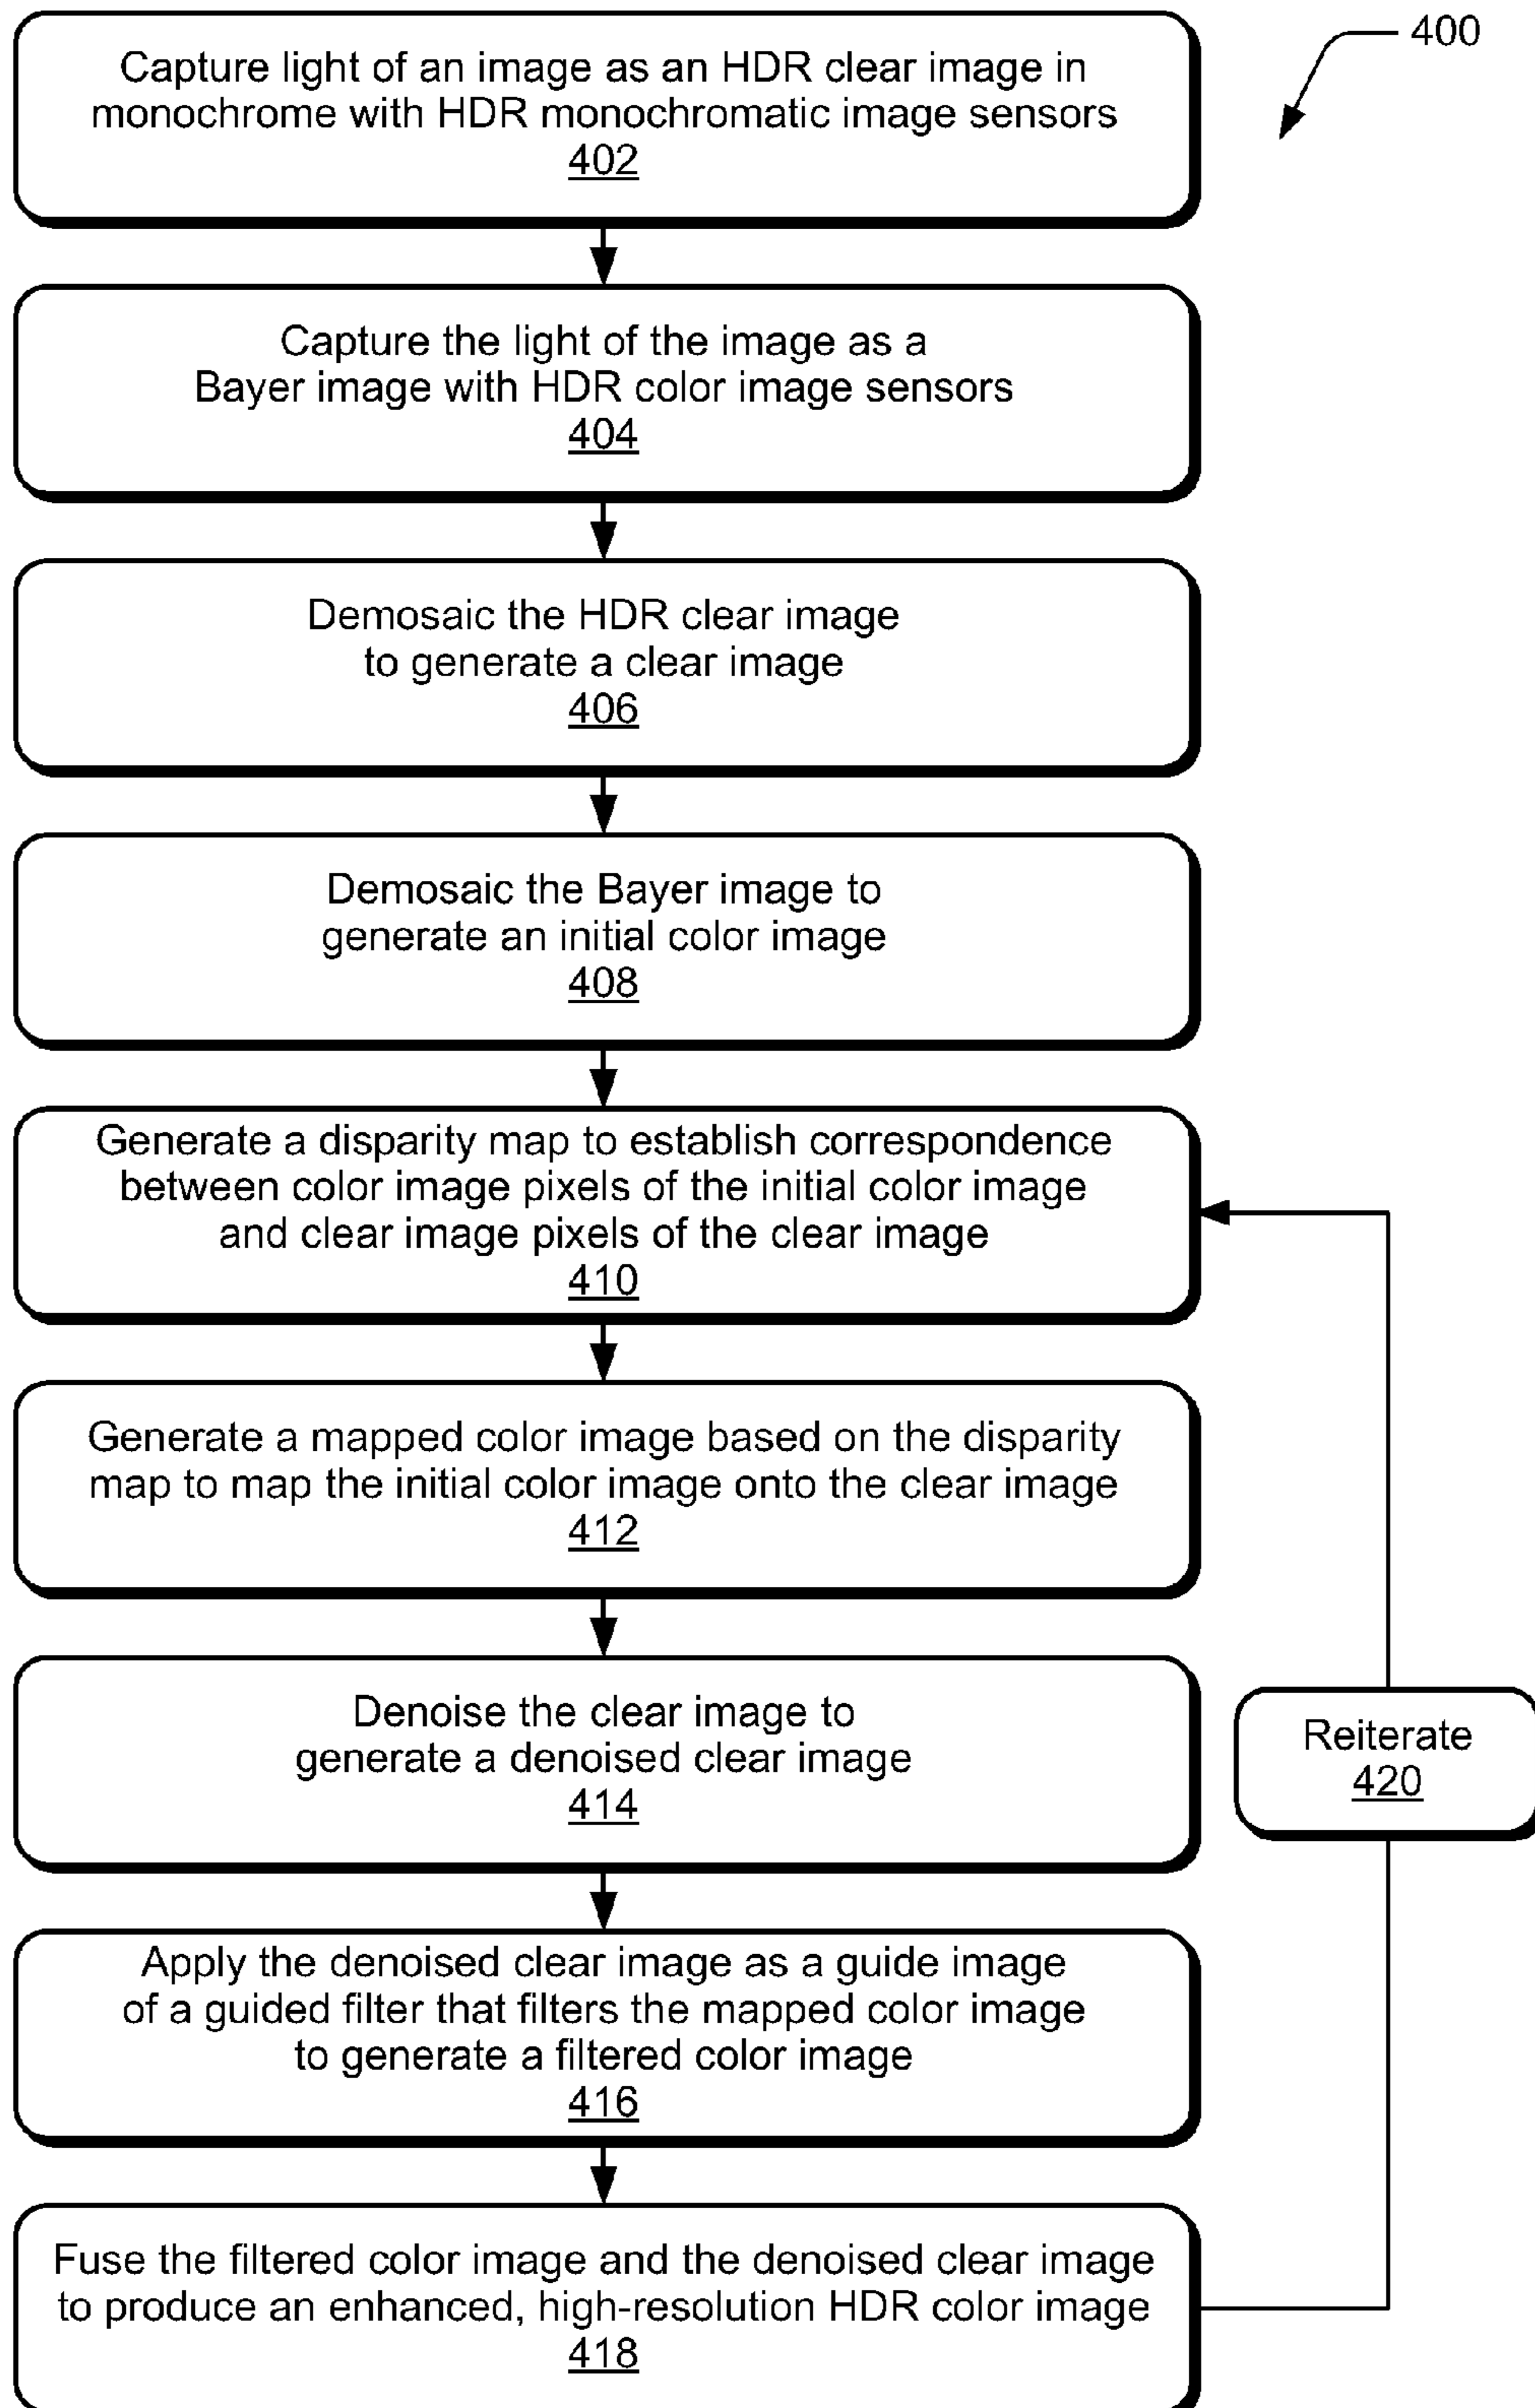 400
Capture light of an image as an HDR clear image in
monochrome with HDR monochromatic image sensors
402
Capture the light of the image as a
Bayer image with HDR color image sensors
404
Demosaic the HDR clear image
to generate a clear image
406
Demosaic the Bayer image to
generate an initial color image
408
Generate a disparity map to establish correspondence
between color image pixels of the initial color image
and clear image pixels of the clear image
410
Generate a mapped color image based on the disparity
map to map the initial color image onto the clear image
412
Denoise the clear image to
generate a denoised clear image
414
Reiterate
420
Apply the denoised clear image as a guide image
of a guided filter that filters the mapped color image
to generate a filtered color image
416
Fuse the filtered color image and the denoised clear image
to produce an enhanced, high-resolution HDR color image
418